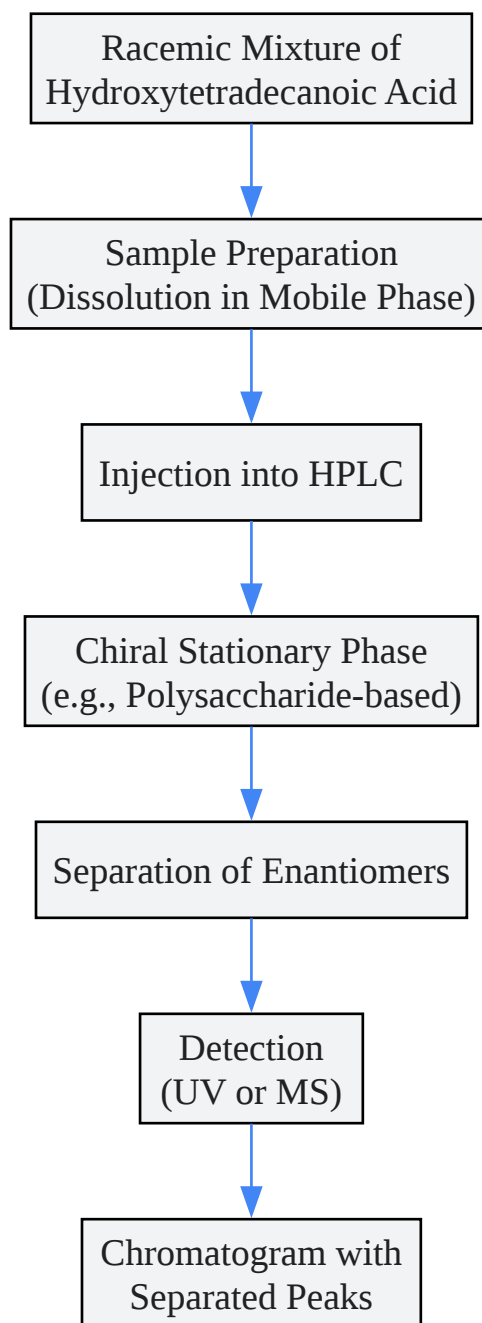 Racemic Mixture of
Hydroxytetradecanoic Acid
Sample Preparation
(Dissolution in Mobile Phase)
Injection into HPLC
Chiral Stationary Phase
(e.g., Polysaccharide-based)
Separation of Enantiomers
Detection
(UV or MS)
Chromatogram with
Separated Peaks